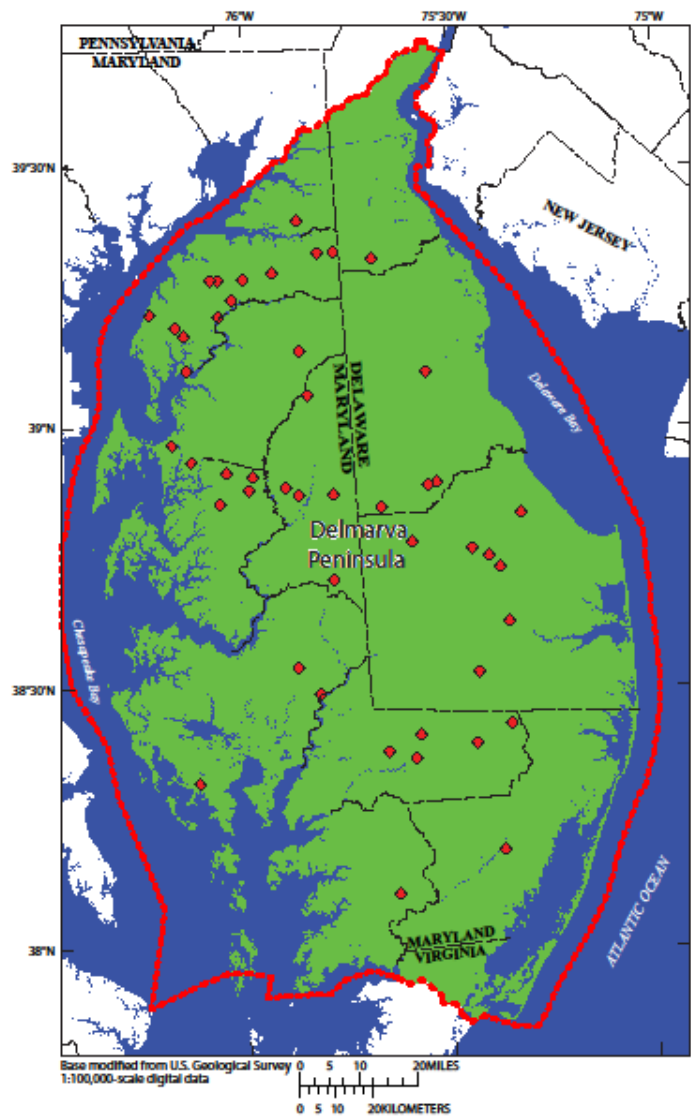 76°W 75°30'W 75°W
PENNSYLVANIA
MARYLAND
39°30'N
NEW JERSEY
DELAWARE
MARYLAND
Delaware Bay
39°N
Delmarva
Peninsula
Chesapeake Bay
38°30'N
ATLANTIC OCEAN
MARYLAND
VIRGINIA
38°N
Base modified from U.S. Geological Survey
1:100,000-scale digital data
0 5 10 20MILES
0 5 10 20KILOMETERS